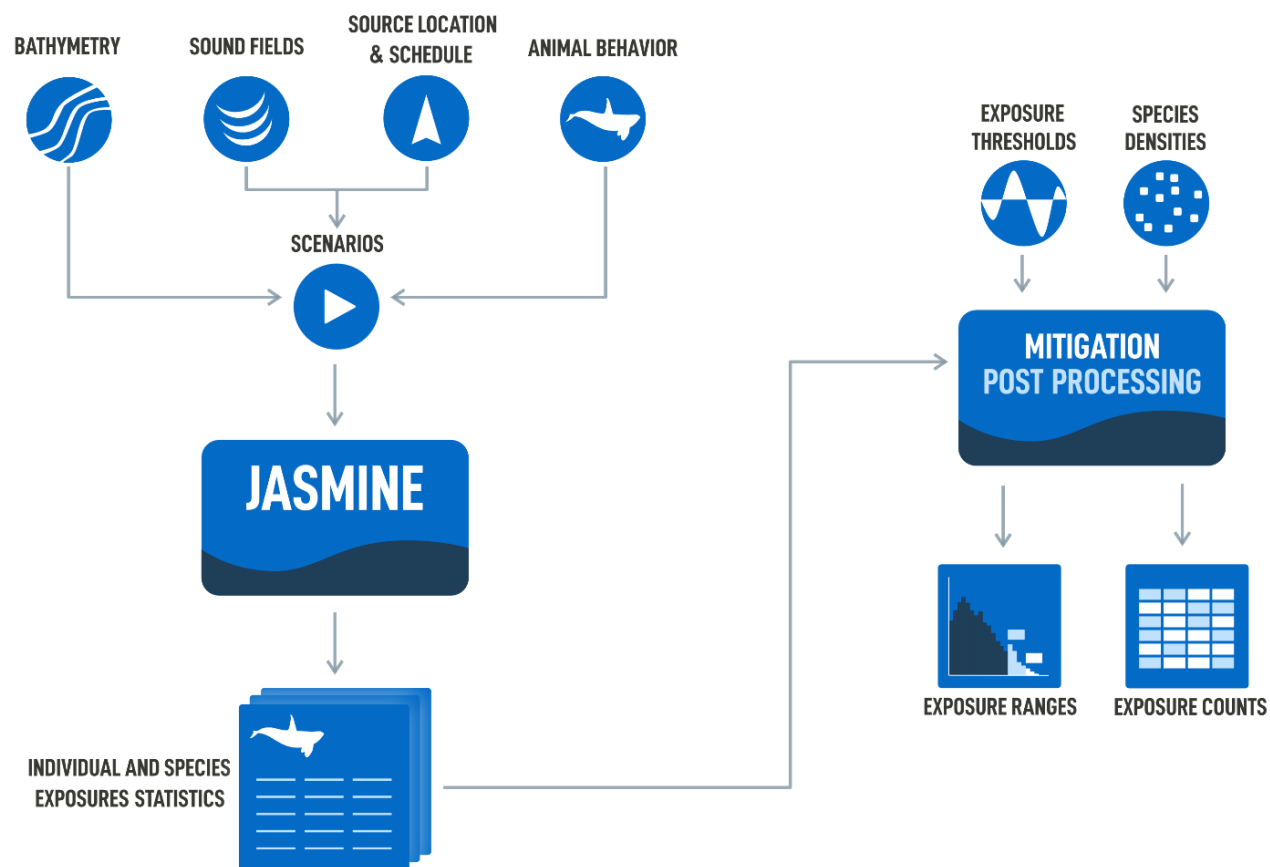 BATHYMETRY
SOUND FIELDS
SOURCE LOCATION
& SCHEDULE
ANIMAL BEHAVIOR
SCENARIOS
JASMINE
INDIVIDUAL AND SPECIES
EXPOSURES STATISTICS
EXPOSURE
THRESHOLDS
SPECIES
DENSITIES
MITIGATION
POST PROCESSING
EXPOSURE RANGES
EXPOSURE COUNTS